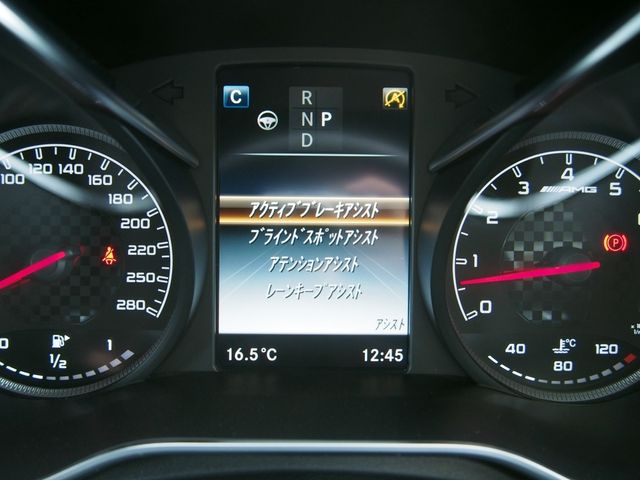 C
R
N P
D
アクティブブレーキアシスト
ブラインドスポットアシスト
アテンションアシスト
レーンキープアシスト
アシスト
16.5°C 12:45
100 120 140 160 180 200 220 240 260 280
1/2 1
0 1 2 3 4 5
AMG
P
40 80 120
°C